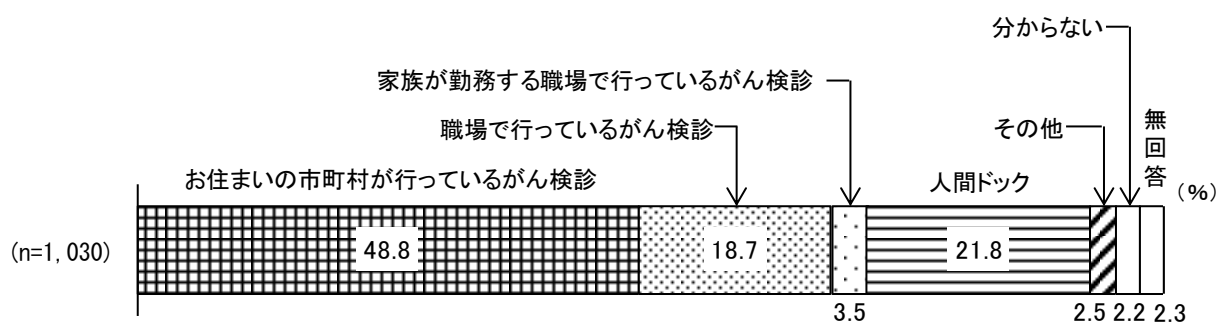 分からない
家族が勤務する職場で行っているがん検診
職場で行っているがん検診
その他
無回答
お住まいの市町村が行っているがん検診
人間ドック
(%)
(n=1,030)
48.8
18.7
21.8
3.5
2.5
2.2
2.3